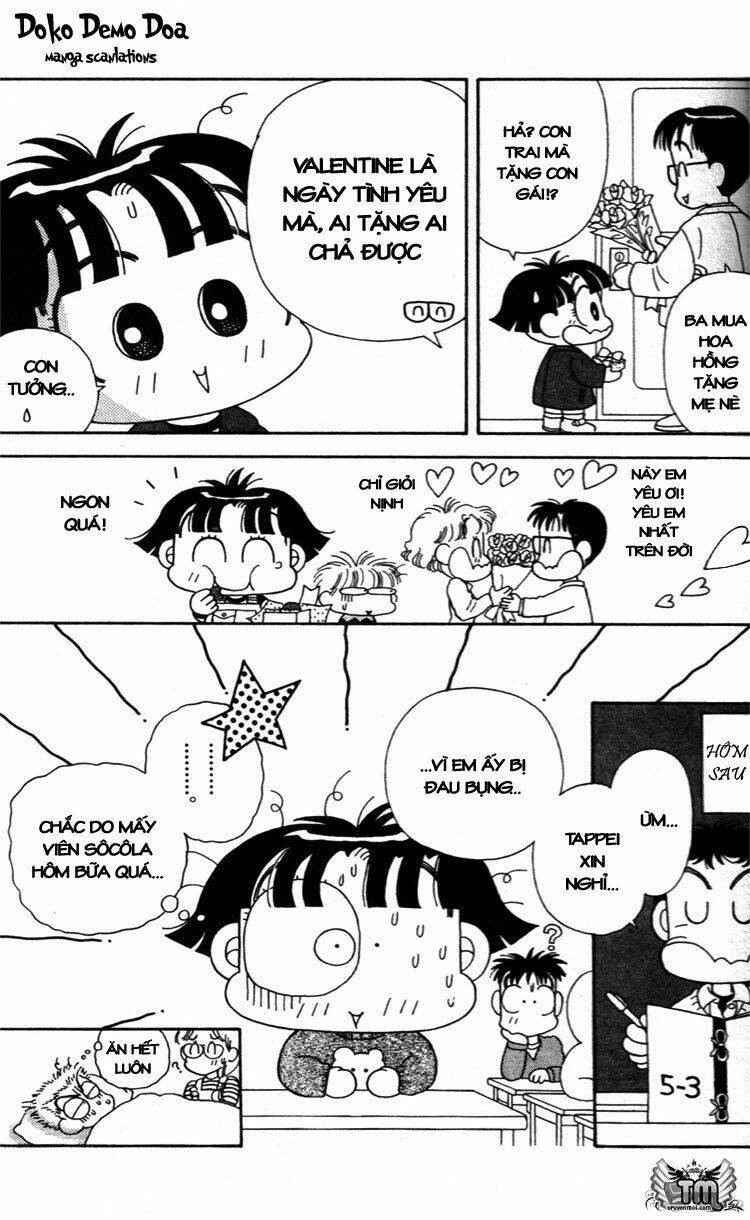 Doko Demo Doa
manga scanlations
HẢ? CON
TRAI MÀ
TẶNG CON
GÁI!?
BA MUA
HOA
HỒNG
TẶNG
MẸ NÈ
VALENTINE LÀ
NGÀY TÌNH YÊU
MÀ, AI TẶNG AI
CHẢ ĐƯỢC
CON
TƯỞNG..
NÀY EM
YÊU ƠI!
YÊU EM
NHẤT
TRÊN ĐỜI
CHỈ GIỎI
NỊNH
NGON
QUÁ!
HÔM
SAU
ỪM...
TAPPEI
XIN
NGHỈ...
...VÌ EM ẤY BỊ
ĐAU BỤNG..
CHẮC DO MẤY
VIÊN SÔCÔLA
HÔM BỮA QUÁ...
?
5-3
ĂN HẾT
LUÔN
?
TM
truyentmoi.com